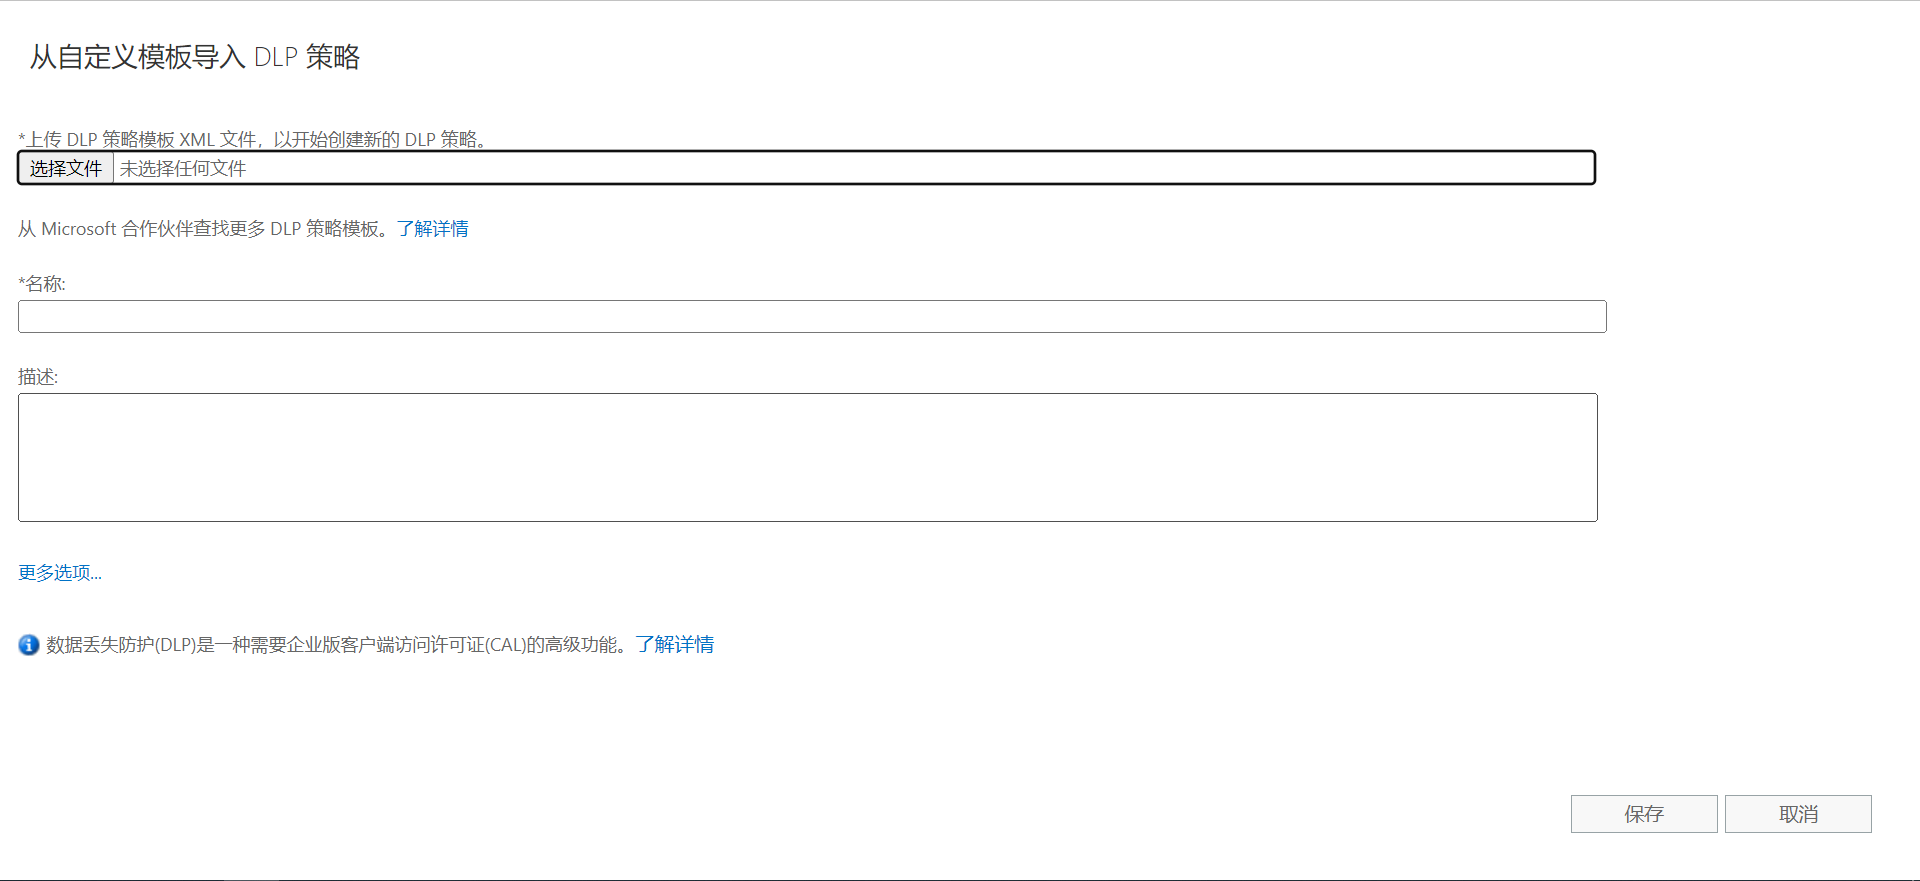 从自定义模板导入 DLP 策略
*上传 DLP 策略模板 XML 文件，以开始创建新的 DLP 策略。
选择文件 未选择任何文件
从 Microsoft 合作伙伴查找更多 DLP 策略模板。了解详情
*名称:
描述:
更多选项...
数据丢失防护(DLP)是一种需要企业版客户端访问许可证(CAL)的高级功能。了解详情
保存 取消